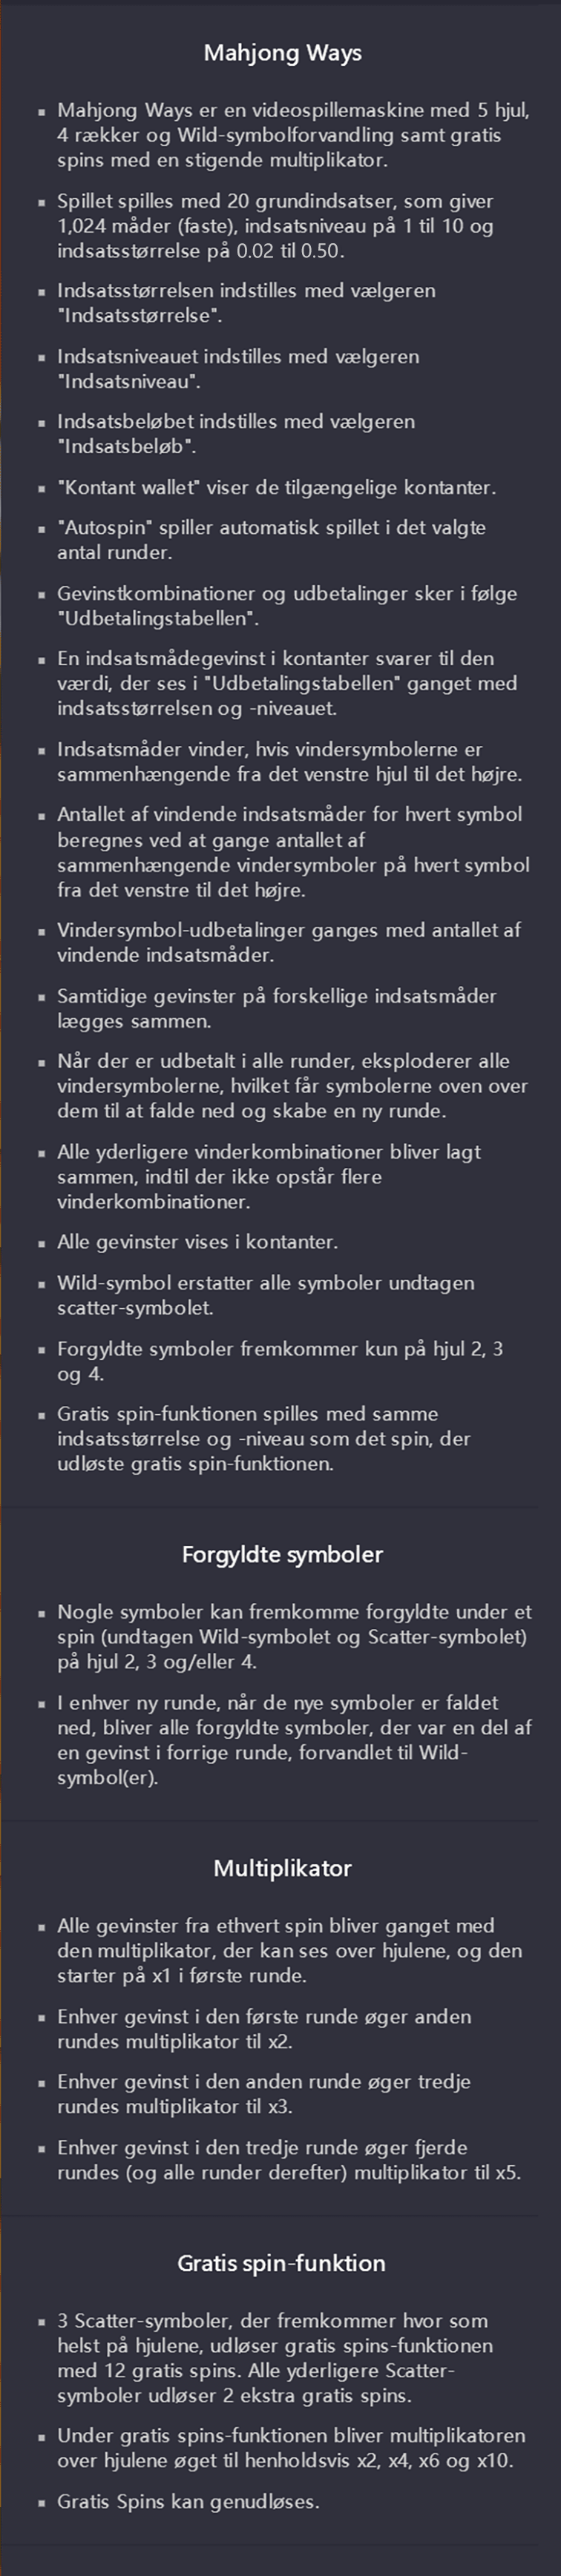 Mahjong Ways
▪ Mahjong Ways er en videospillemaskine med 5 hjul,
4 rækker og Wild-symbolforvandling samt gratis
spins med en stigende multiplikator.
▪ Spillet spilles med 20 grundindsatser, som giver
1,024 måder (faste), indsatsniveau på 1 til 10 og
indsatsstørrelse på 0.02 til 0.50.
▪ Indsatsstørrelsen indstilles med vælgeren
"Indsatsstørrelse".
▪ Indsatsniveauet indstilles med vælgeren
"Indsatsniveau".
▪ Indsatsbeløbet indstilles med vælgeren
"Indsatsbeløb".
▪ "Kontant wallet" viser de tilgængelige kontanter.
▪ "Autospin" spiller automatisk spillet i det valgte
antal runder.
▪ Gevinstkombinationer og udbetalinger sker i følge
"Udbetalingstabellen".
▪ En indsatsmådegevinst i kontanter svarer til den
værdi, der ses i "Udbetalingstabellen" ganget med
indsatsstørrelsen og -niveauet.
▪ Indsatsmåder vinder, hvis vindersymbolerne er
sammenhængende fra det venstre hjul til det højre.
▪ Antallet af vindende indsatsmåder for hvert symbol
beregnes ved at gange antallet af
sammenhængende vindersymboler på hvert symbol
fra det venstre til det højre.
▪ Vindersymbol-udbetalinger ganges med antallet af
vindende indsatsmåder.
▪ Samtidige gevinster på forskellige indsatsmåder
lægges sammen.
▪ Når der er udbetalt i alle runder, eksploderer alle
vindersymbolerne, hvilket får symbolerne oven over
dem til at falde ned og skabe en ny runde.
▪ Alle yderligere vinderkombinationer bliver lagt
sammen, indtil der ikke opstår flere
vinderkombinationer.
▪ Alle gevinster vises i kontanter.
▪ Wild-symbol erstatter alle symboler undtagen
scatter-symbolet.
▪ Forgyldte symboler fremkommer kun på hjul 2, 3
og 4.
▪ Gratis spin-funktionen spilles med samme
indsatsstørrelse og -niveau som det spin, der
udløste gratis spin-funktionen.
Forgyldte symboler
▪ Nogle symboler kan fremkomme forgyldte under et
spin (undtagen Wild-symbolet og Scatter-symbolet)
på hjul 2, 3 og/eller 4.
▪ I enhver ny runde, når de nye symboler er faldet
ned, bliver alle forgyldte symboler, der var en del af
en gevinst i forrige runde, forvandlet til Wild-
symbol(er).
Multiplikator
▪ Alle gevinster fra ethvert spin bliver ganget med
den multiplikator, der kan ses over hjulene, og den
starter på x1 i første runde.
▪ Enhver gevinst i den første runde øger anden
rundes multiplikator til x2.
▪ Enhver gevinst i den anden runde øger tredje
rundes multiplikator til x3.
▪ Enhver gevinst i den tredje runde øger fjerde
rundes (og alle runder derefter) multiplikator til x5.
Gratis spin-funktion
▪ 3 Scatter-symboler, der fremkommer hvor som
helst på hjulene, udløser gratis spins-funktionen
med 12 gratis spins. Alle yderligere Scatter-
symboler udløser 2 ekstra gratis spins.
▪ Under gratis spins-funktionen bliver multiplikatoren
over hjulene øget til henholdsvis x2, x4, x6 og x10.
▪ Gratis Spins kan genudløses.